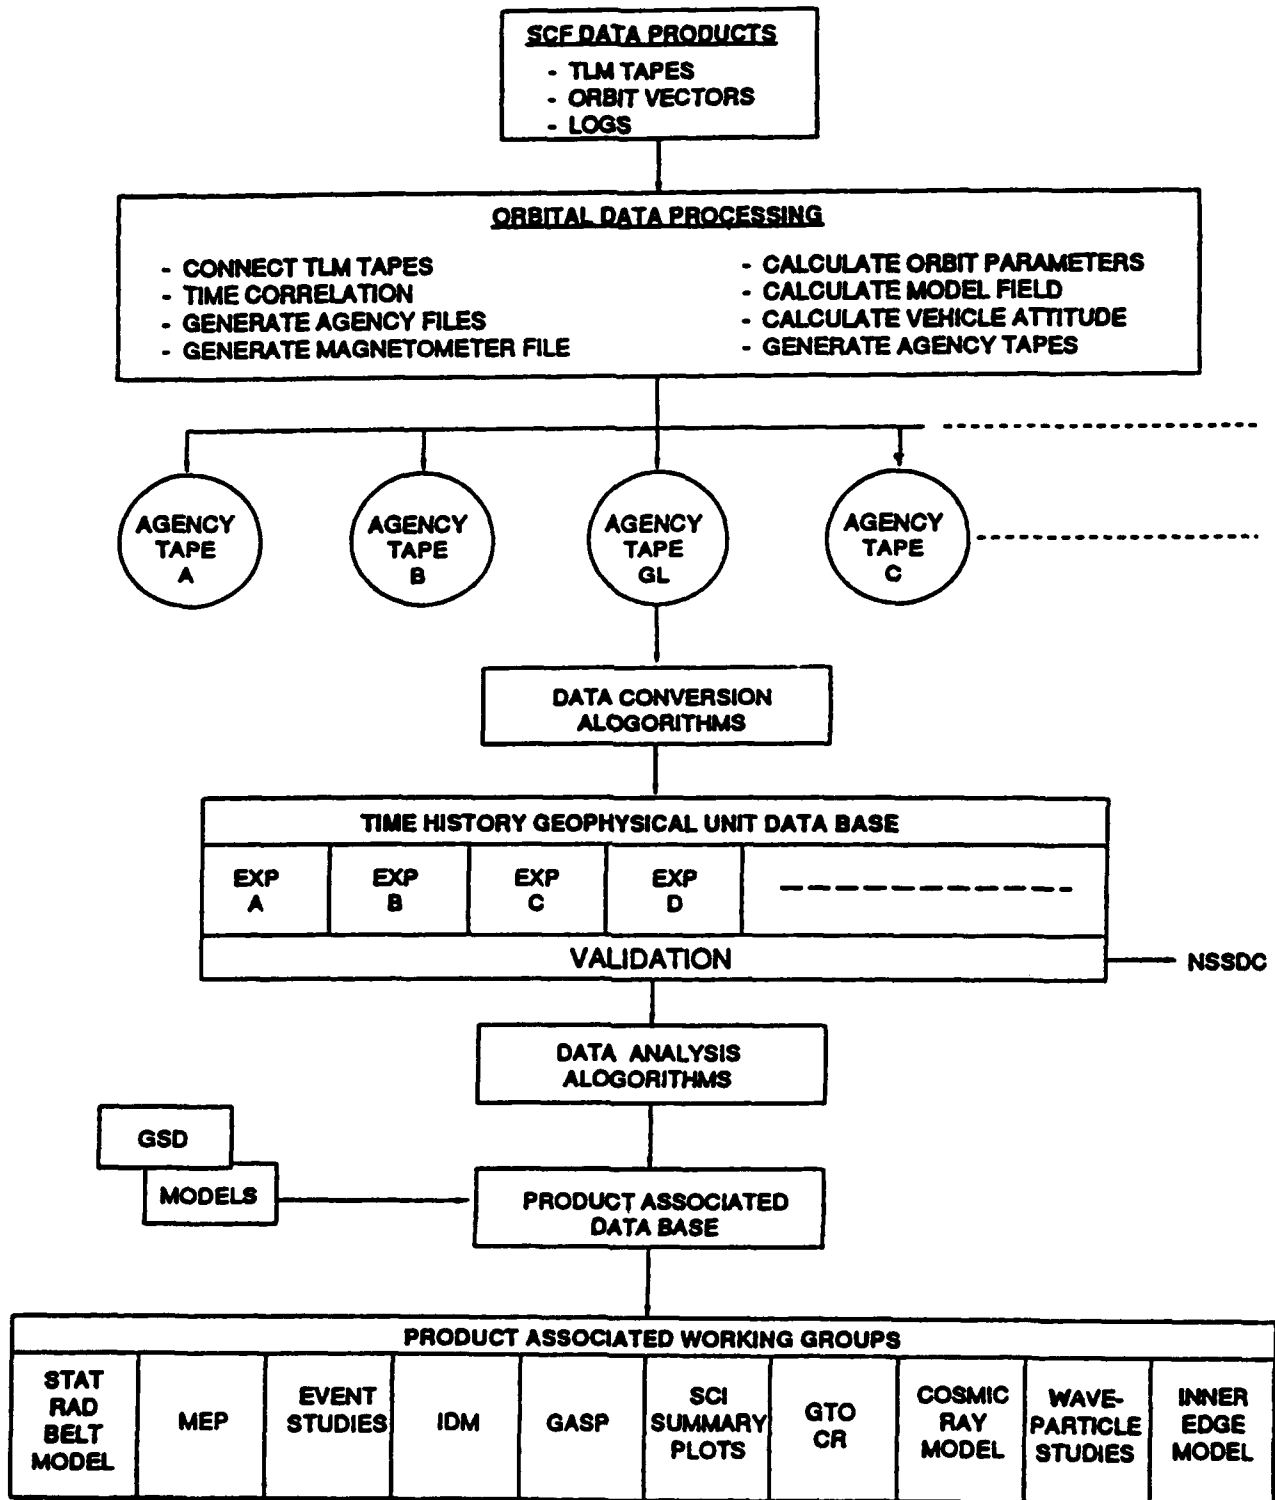 SCF DATA PRODUCTS
- TLM TAPES
- ORBIT VECTORS
- LOGS
ORBITAL DATA PROCESSING
- CONNECT TLM TAPES
- TIME CORRELATION
- GENERATE AGENCY FILES
- GENERATE MAGNETOMETER FILE
- CALCULATE ORBIT PARAMETERS
- CALCULATE MODEL FIELD
- CALCULATE VEHICLE ATTITUDE
- GENERATE AGENCY TAPES
AGENCY
TAPE
A
AGENCY
TAPE
B
AGENCY
TAPE
GL
AGENCY
TAPE
C
DATA CONVERSION
ALOGORITHMS
TIME HISTORY GEOPHYSICAL UNIT DATA BASE
EXP
A
EXP
B
EXP
C
EXP
D
VALIDATION
NSSDC
DATA ANALYSIS
ALOGORITHMS
GSD
MODELS
PRODUCT ASSOCIATED
DATA BASE
PRODUCT ASSOCIATED WORKING GROUPS
STAT
RAD
BELT
MODEL
MEP
EVENT
STUDIES
IDM
GASP
SCI
SUMMARY
PLOTS
GTO
CR
COSMIC
RAY
MODEL
WAVE-
PARTICLE
STUDIES
INNER
EDGE
MODEL